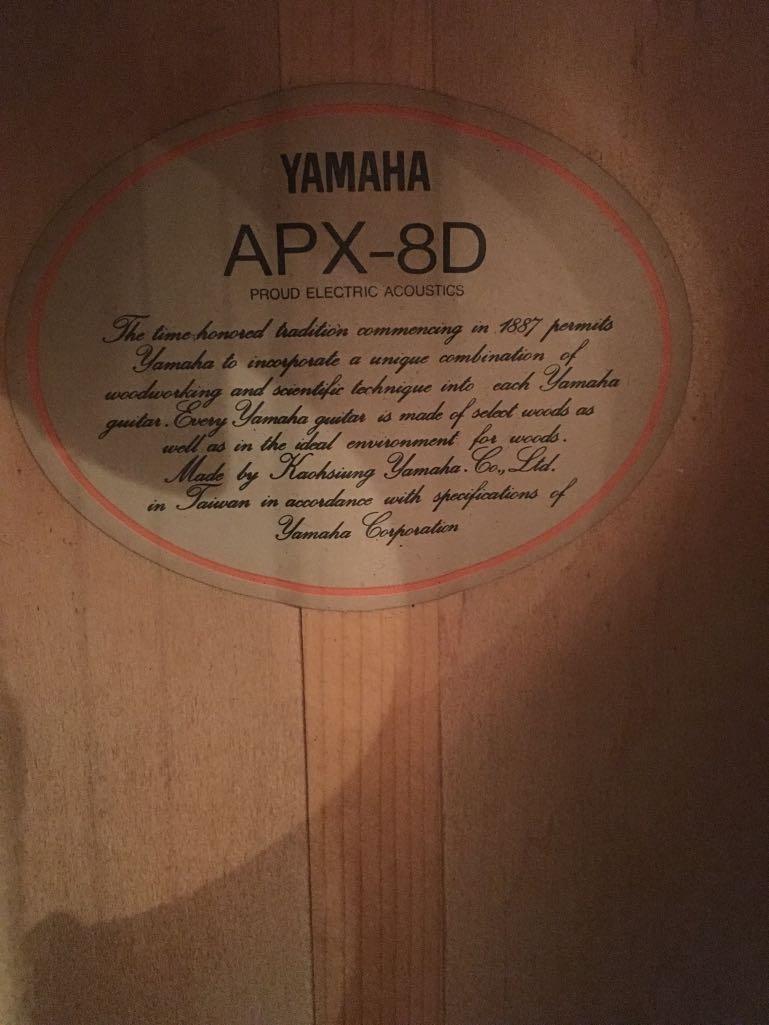 YAMAHA
APX-8D
PROUD ELECTRIC ACOUSTICS
The time-honored tradition commencing in 1887 permits
Yamaha to incorporate a unique combination of
woodworking and scientific technique into each Yamaha
guitar. Every Yamaha guitar is made of select woods as
well as in the ideal environment for woods.
Made by Kaohsiung Yamaha. Co., Ltd.
in Taiwan in accordance with specifications of
Yamaha Corporation